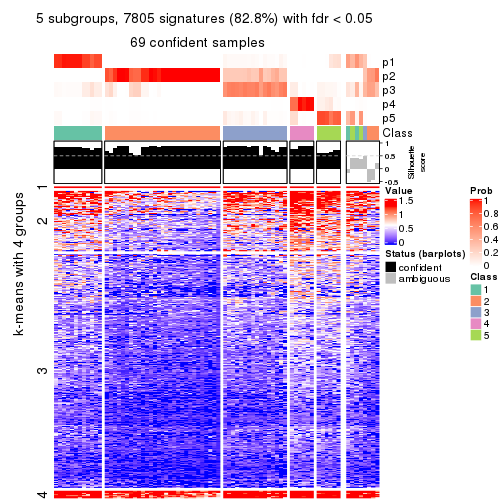 5 subgroups, 7805 signatures (82.8%) with fdr < 0.05
69 confident samples
p1
p2
p3
p4
p5
Class
1
0.5
0
-0.5
Silhouette
score
k-means with 4 groups
1
2
3
4
Value
1.5
1
0.5
0
Status (barplots)
confident
ambiguous
Prob
1
0.8
0.6
0.4
0.2
0
Class
1
2
3
4
5